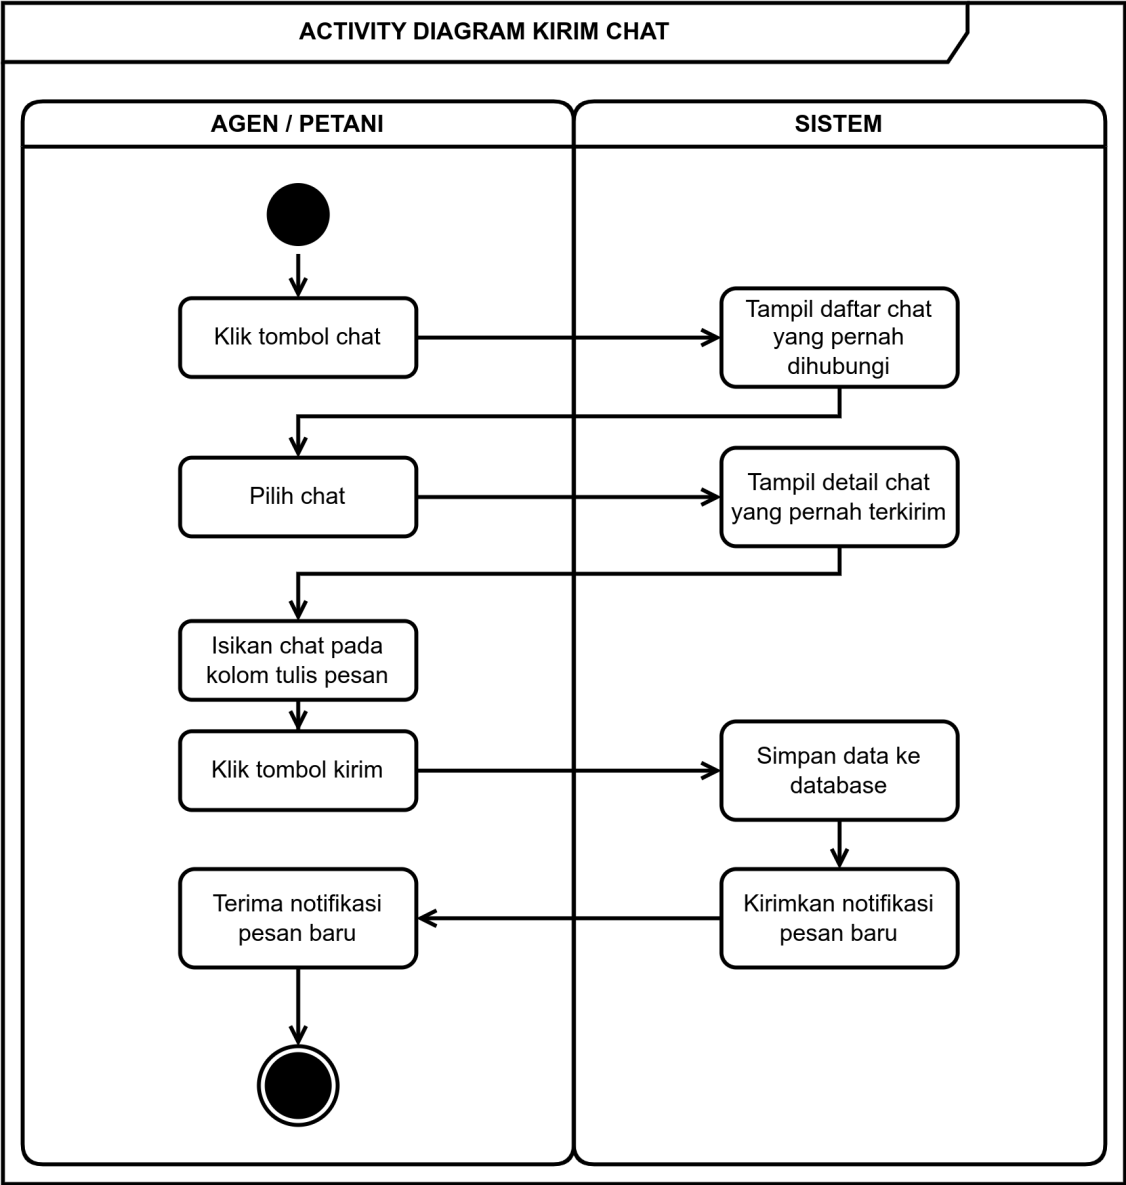 ACTIVITY DIAGRAM KIRIM CHAT
AGEN / PETANI
SISTEM
Klik tombol chat
Tampil daftar chat
yang pernah
dihubungi
Pilih chat
Tampil detail chat
yang pernah terkirim
Isikan chat pada
kolom tulis pesan
Klik tombol kirim
Simpan data ke
database
Kirimkan notifikasi
pesan baru
Terima notifikasi
pesan baru